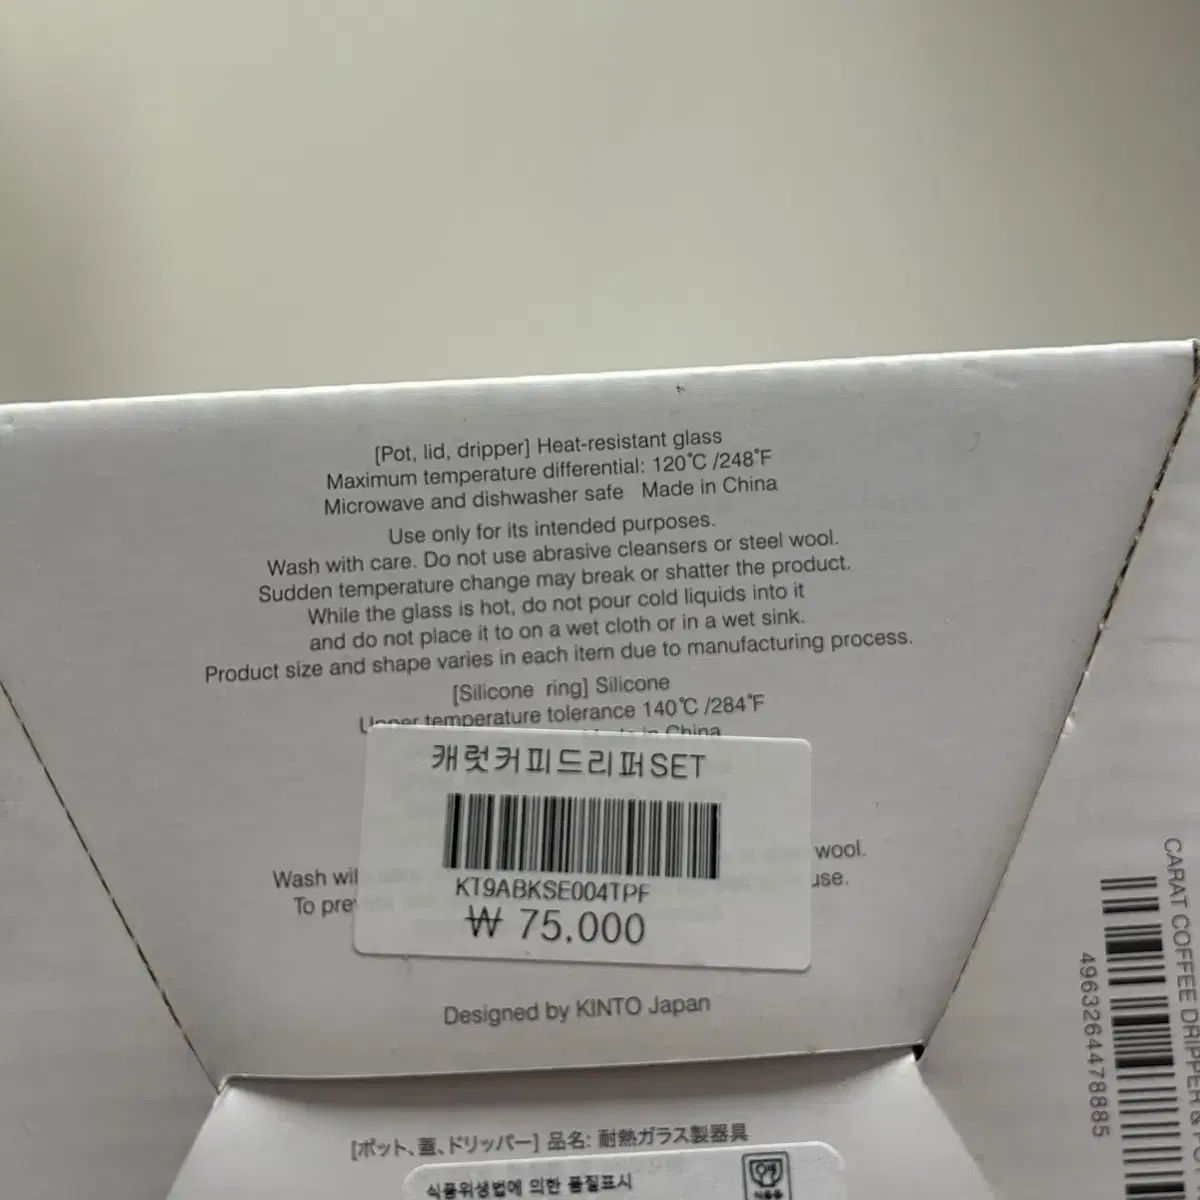 [Pot, lid, dripper] Heat-resistant glass
Maximum temperature differential: 120℃ /248℉
Microwave and dishwasher safe Made in China
Use only for its intended purposes.
Wash with care. Do not use abrasive cleansers or steel wool.
Sudden temperature change may break or shatter the product.
While the glass is hot, do not pour cold liquids into it
and do not place it to on a wet cloth or in a wet sink.
Product size and shape varies in each item due to manufacturing process.
[Silicone ring] Silicone
Upper temperature tolerance 140℃ /284℉
in China
캐럿커피드리퍼SET
KT9ABKSE004TPF
₩ 75,000
Wash
wool.
To
use.
Designed by KINTO Japan
[ポット、蓋、ドリッパー] 品名: 耐熱ガラス製器具
식품위생법에 의한 품질표시
식품용
CARAT COFFEE DRIPPER &
4963264478885